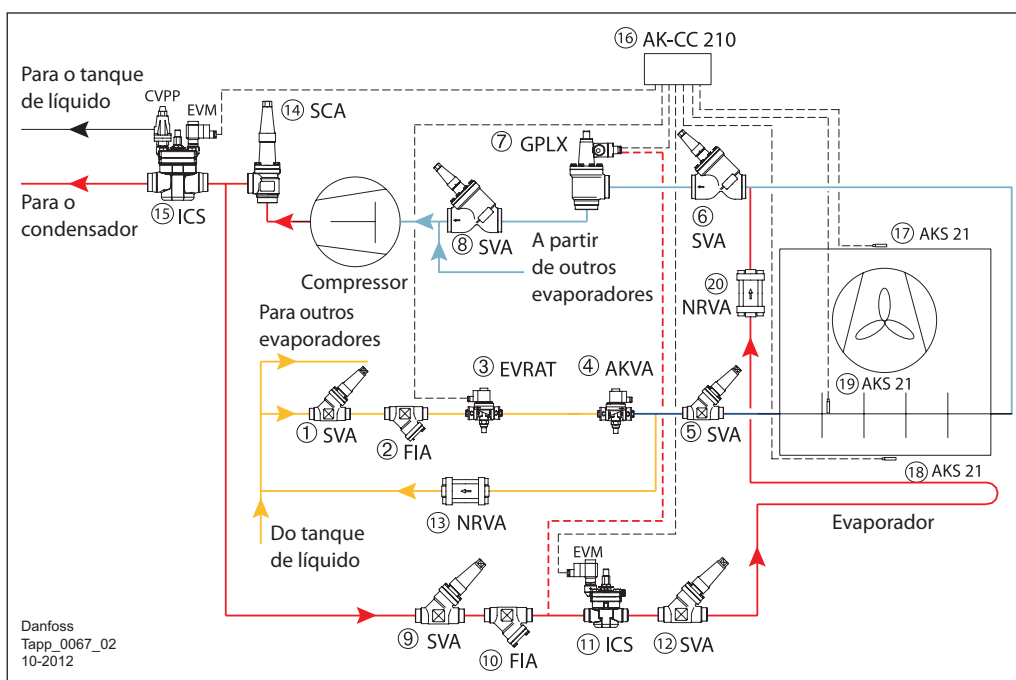 ⑯ AK-CC 210
Para o tanque
de líquido
CVPP
EVM
⑭ SCA
⑦ GPLX
Para o
condensador
⑮ ICS
⑥
SVA
⑧ SVA
A partir
de outros
evaporadores
⑰ AKS 21
Compressor
⑳
NRVA
Para outros
evaporadores
③ EVRAT
④ AKVA
⑲ AKS 21
① SVA
② FIA
⑤ SVA
⑱ AKS 21
⑬ NRVA
Evaporador
Do tanque
de líquido
EVM
⑨ SVA
⑩ FIA
⑪ ICS
⑫ SVA
Danfoss
Tapp_0067_02
10-2012